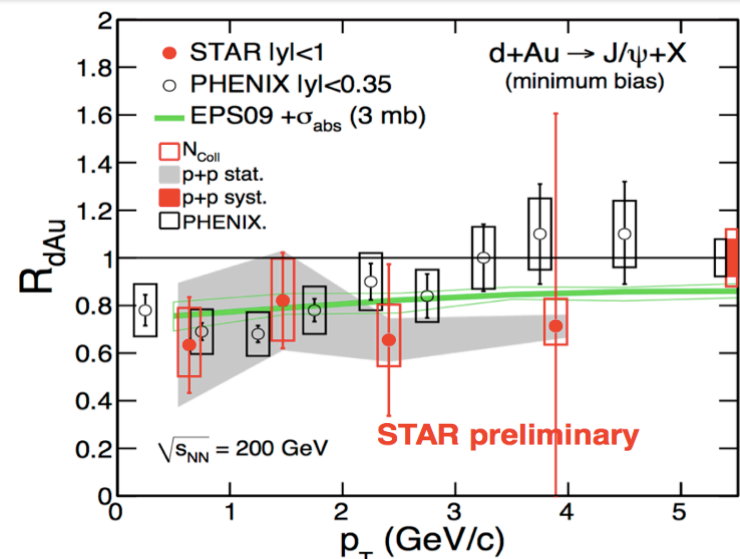 2
1.8
1.6
1.4
1.2
1
0.8
0.6
0.4
0.2
0
R_dAu
STAR |y|<1
PHENIX |y|<0.35
EPS09 +σ_abs (3 mb)
N_Coll
p+p stat.
p+p syst.
PHENIX.
d+Au → J/ψ+X
(minimum bias)
STAR preliminary
√s_NN = 200 GeV
0 1 2 3 4 5
p_T (GeV/c)